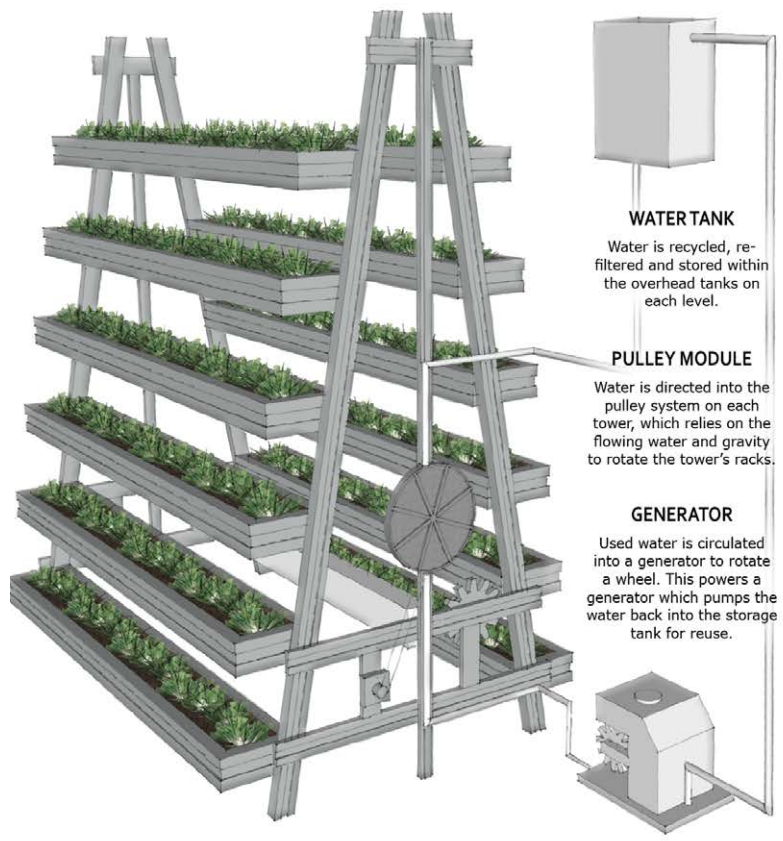 WATER TANK
Water is recycled, re-
filtered and stored within
the overhead tanks on
each level.
PULLEY MODULE
Water is directed into the
pulley system on each
tower, which relies on the
flowing water and gravity
to rotate the tower's racks.
GENERATOR
Used water is circulated
into a generator to rotate
a wheel. This powers a
generator which pumps the
water back into the storage
tank for reuse.